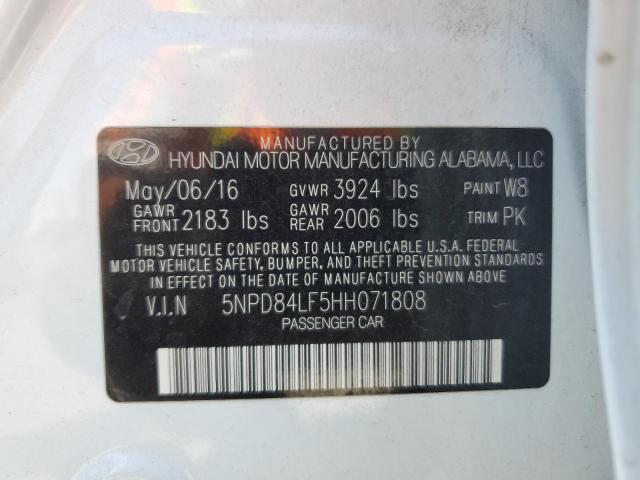 MANUFACTURED BY
HYUNDAI MOTOR MANUFACTURING ALABAMA, LLC
May/06/16 GVWR 3924 lbs PAINT W8
GAWR FRONT 2183 lbs GAWR REAR 2006 lbs TRIM PK
THIS VEHICLE CONFORMS TO ALL APPLICABLE U.S.A. FEDERAL
MOTOR VEHICLE SAFETY, BUMPER, AND THEFT PREVENTION STANDARDS
IN EFFECT ON THE DATE OF MANUFACTURE SHOWN ABOVE.
V.I.N 5NPD84LF5HH071808
PASSENGER CAR